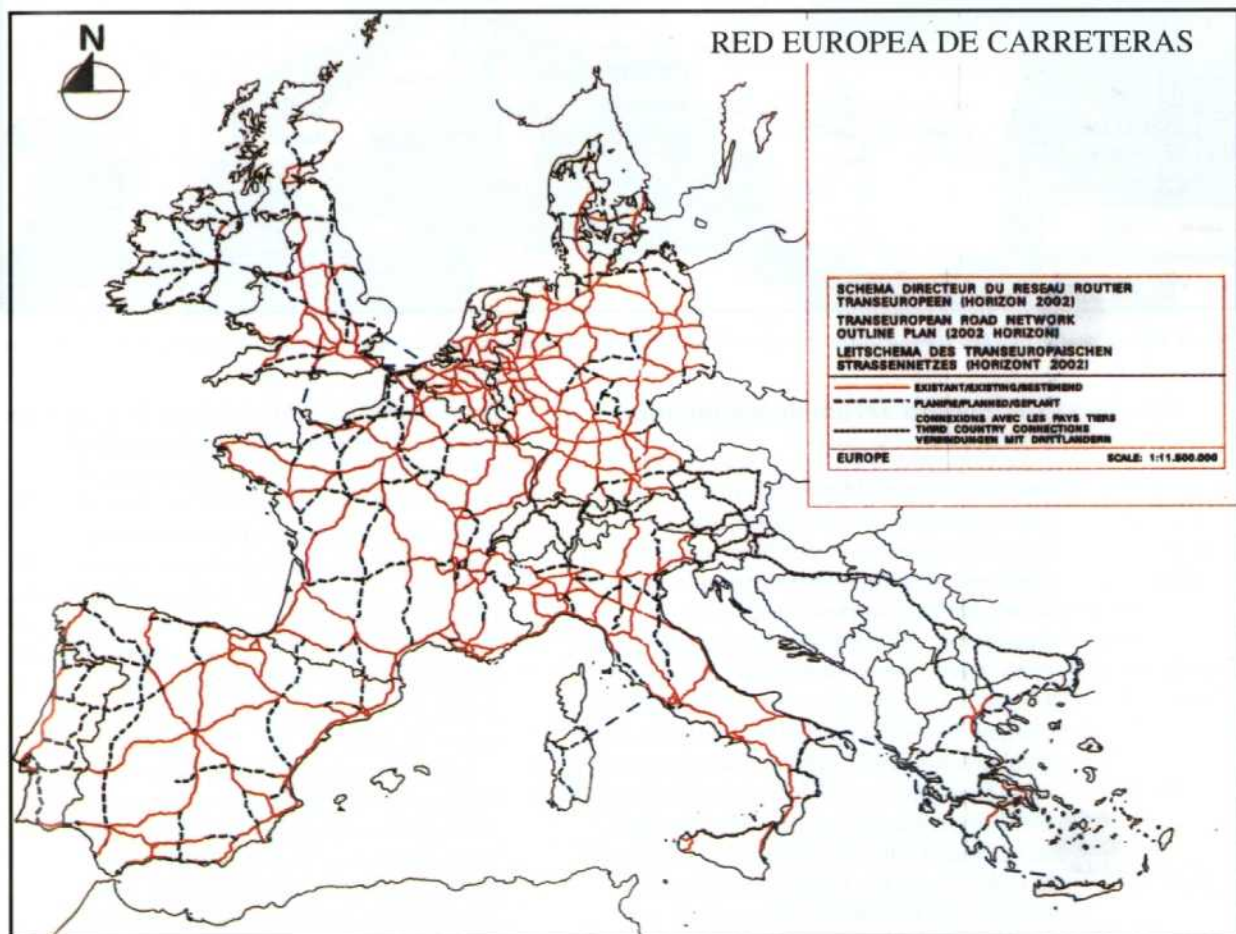 N
RED EUROPEA DE CARRETERAS
SCHEMA DIRECTEUR DU RESEAU ROUTIER
TRANSEUROPEEN (HORIZON 2002)
TRANSEUROPEAN ROAD NETWORK
OUTLINE PLAN (2002 HORIZON)
LEITSCHEMA DES TRANSEUROPAISCHEN
STRASSENNETZES (HORIZONT 2002)
EXISTANT/EXISTING/BESTEHEND
PLANIFIE/PLANNED/GEPLANT
CONNEXIONS AVEC LES PAYS TIERS
THIRD COUNTRY CONNECTIONS
VERBINDUNGEN MIT DRITTLANDERN
EUROPE
SCALE: 1:11.500.000